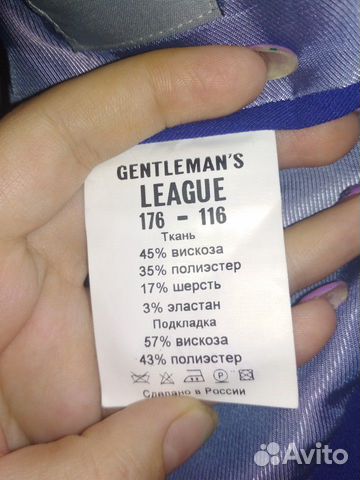 GENTLEMAN'S
LEAGUE
176 - 116
Ткань
45% вискоза
35% полиэстер
17% шерсть
3% эластан
Подкладка
57% вискоза
43% полиэстер
Сделано в России
Avito